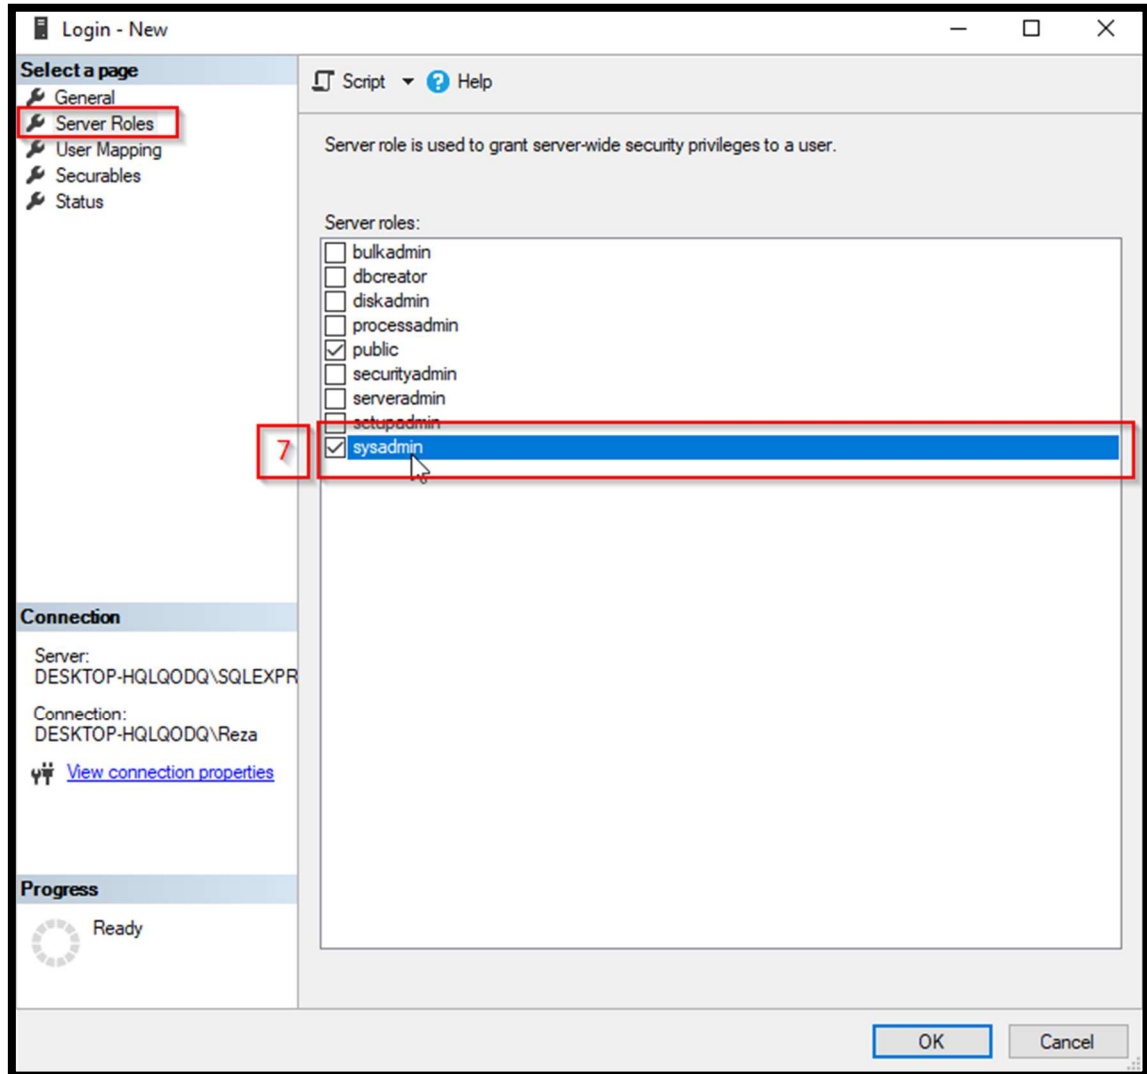 Login - New
Select a page
General
Server Roles
User Mapping
Securables
Status
Script
Help
Server role is used to grant server-wide security privileges to a user.
Server roles:
bulkadmin
dbcreator
diskadmin
processadmin
public
securityadmin
serveradmin
setupadmin
7
sysadmin
Connection
Server:
DESKTOP-HQLQODQ\SQLEXPR
Connection:
DESKTOP-HQLQODQ\Reza
View connection properties
Progress
Ready
OK
Cancel